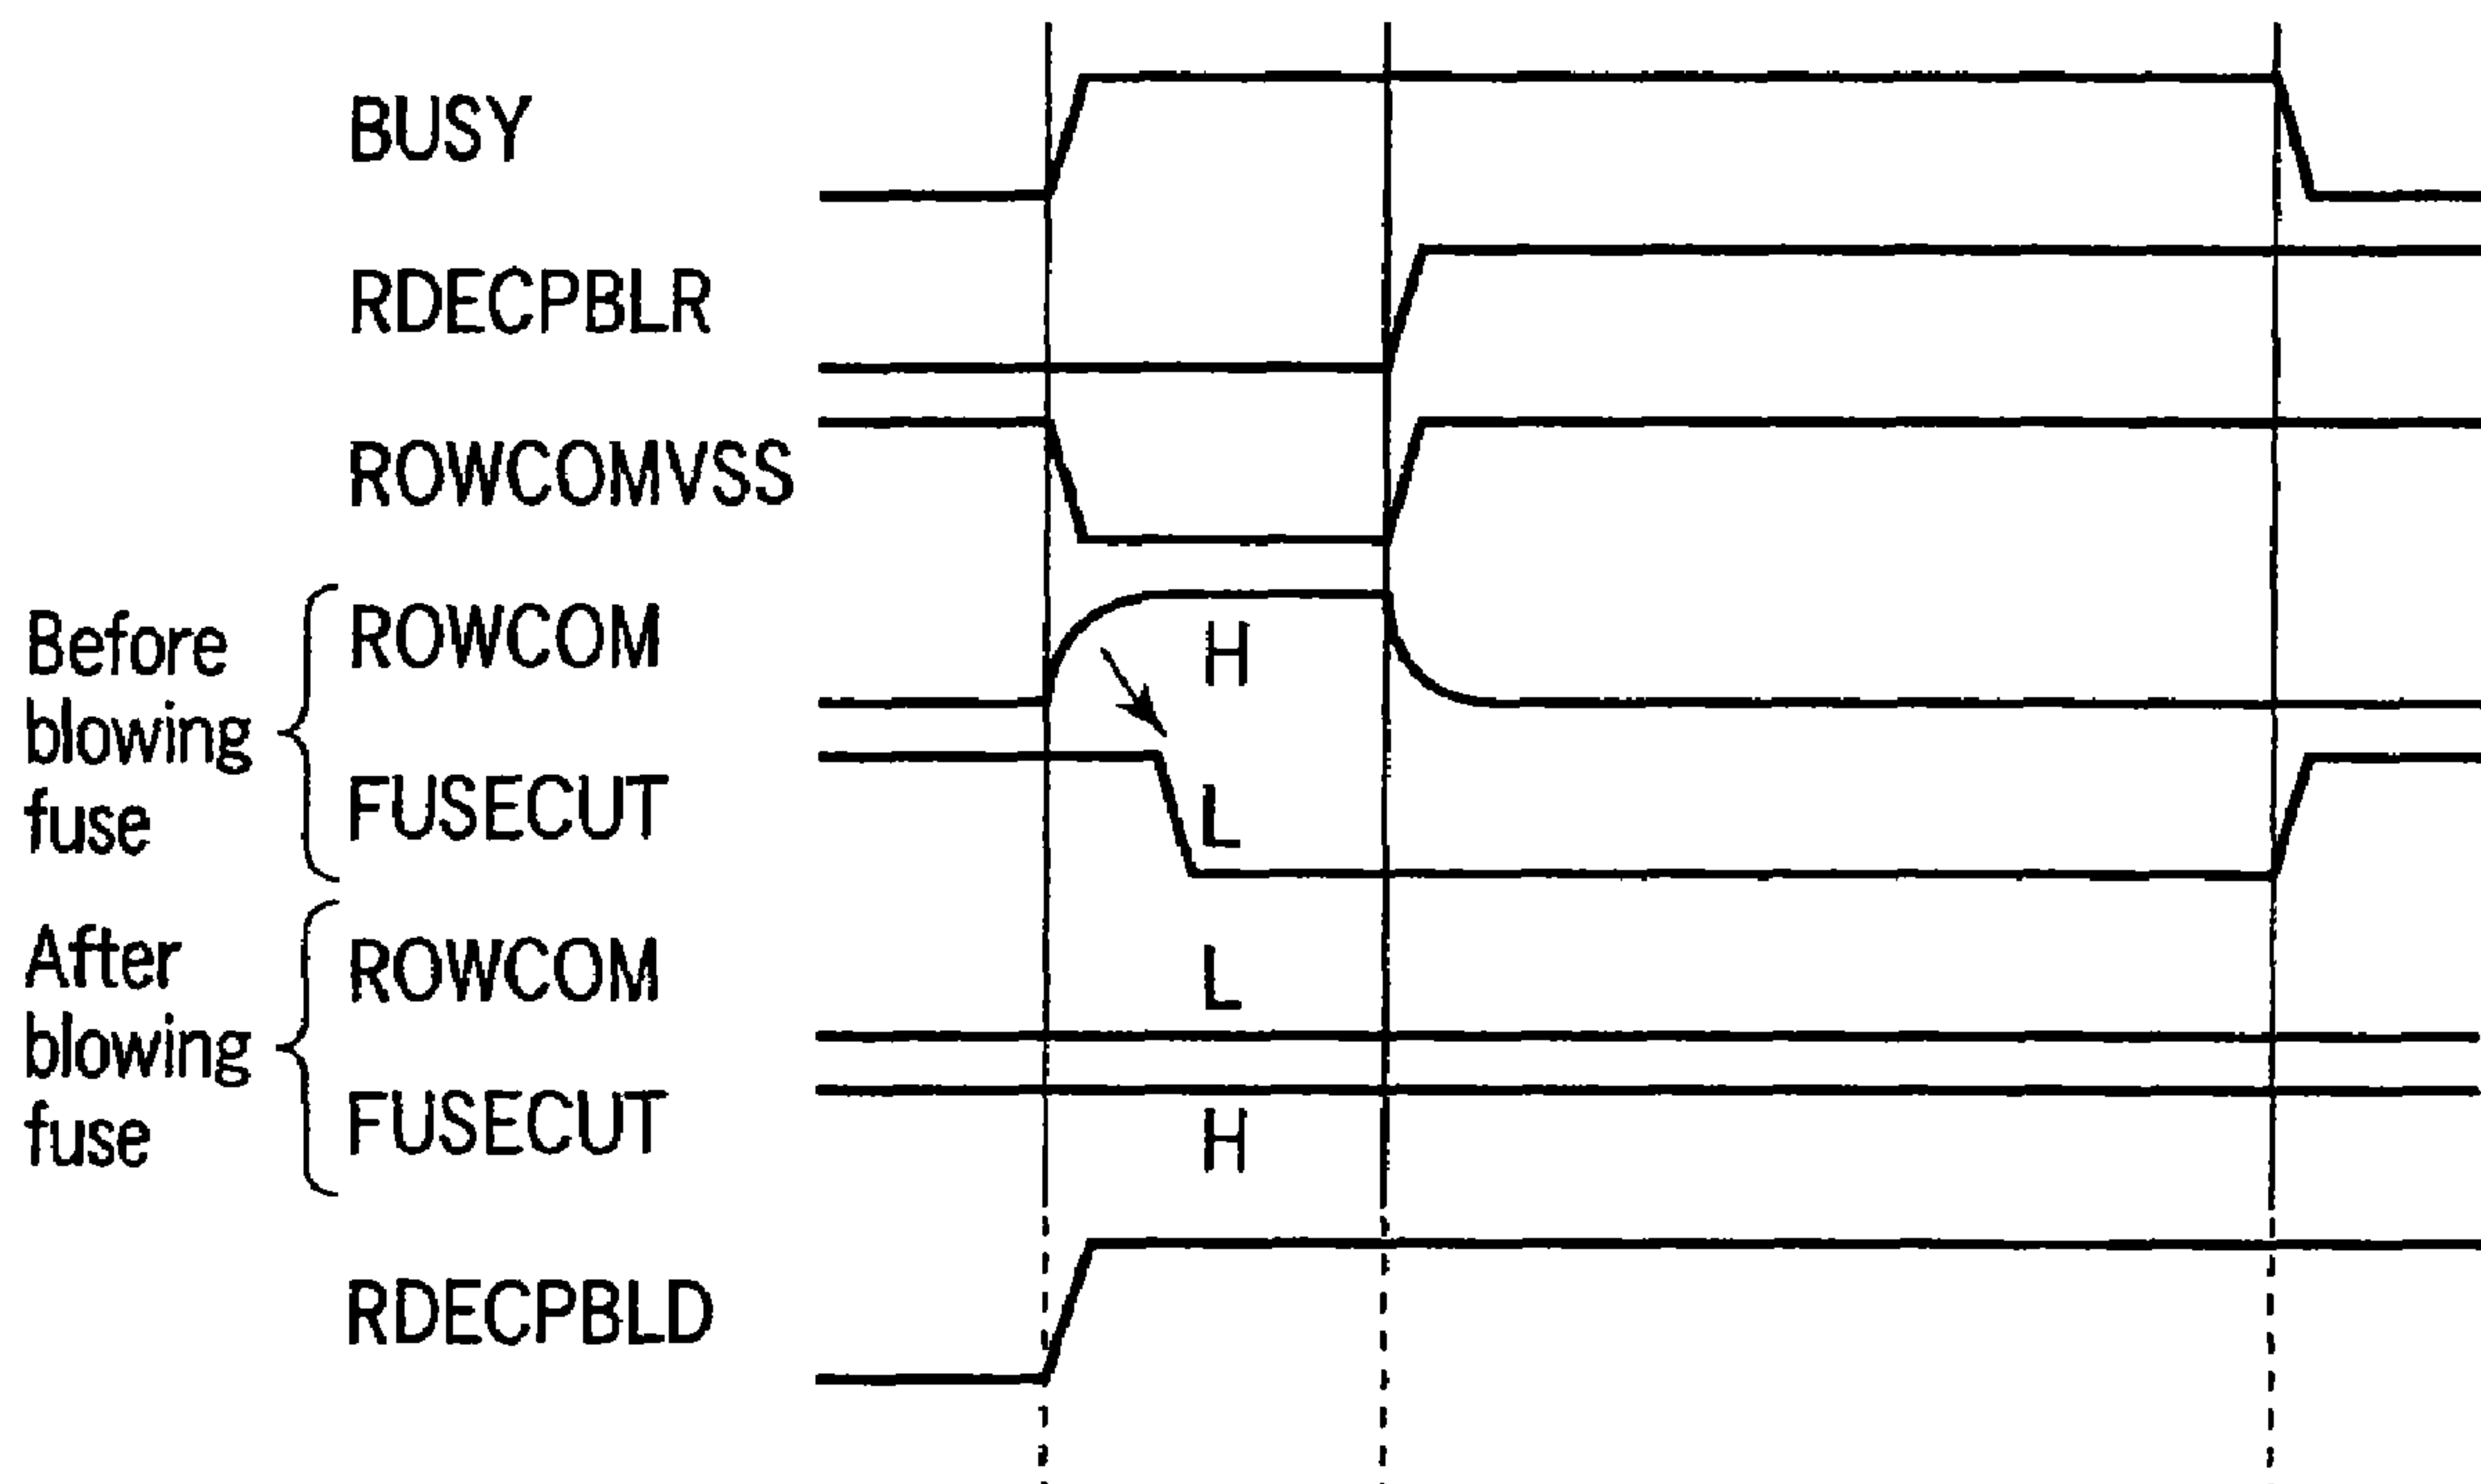 BUSY
RDECPBLR
ROWCOMVSS
Before
blowing
fuse
ROWCOM
H
FUSECUT
L
After
blowing
fuse
ROWCOM
L
FUSECUT
H
RDECPBLD